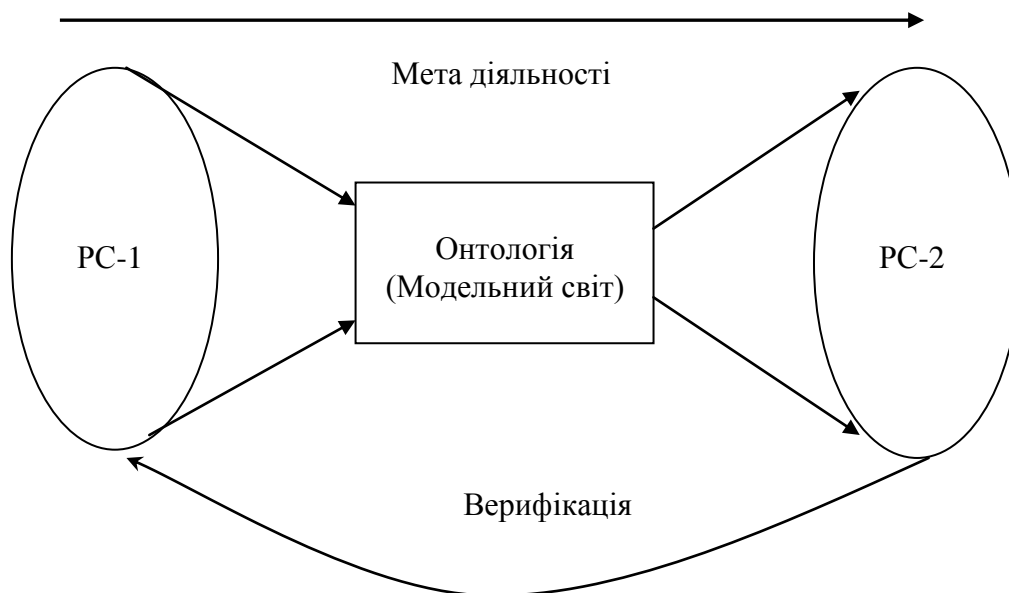 Мета діяльності
РС-1
Онтологія
(Модельний світ)
РС-2
Верифікація